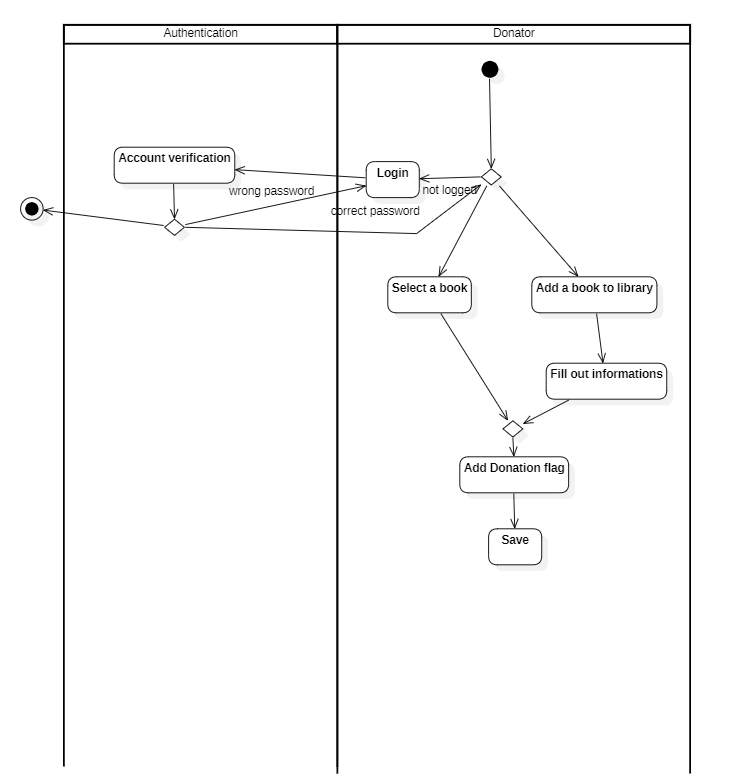 Authentication
Donator
Account verification
Login
wrong password
not logged
correct password
Select a book
Add a book to library
Fill out informations
Add Donation flag
Save